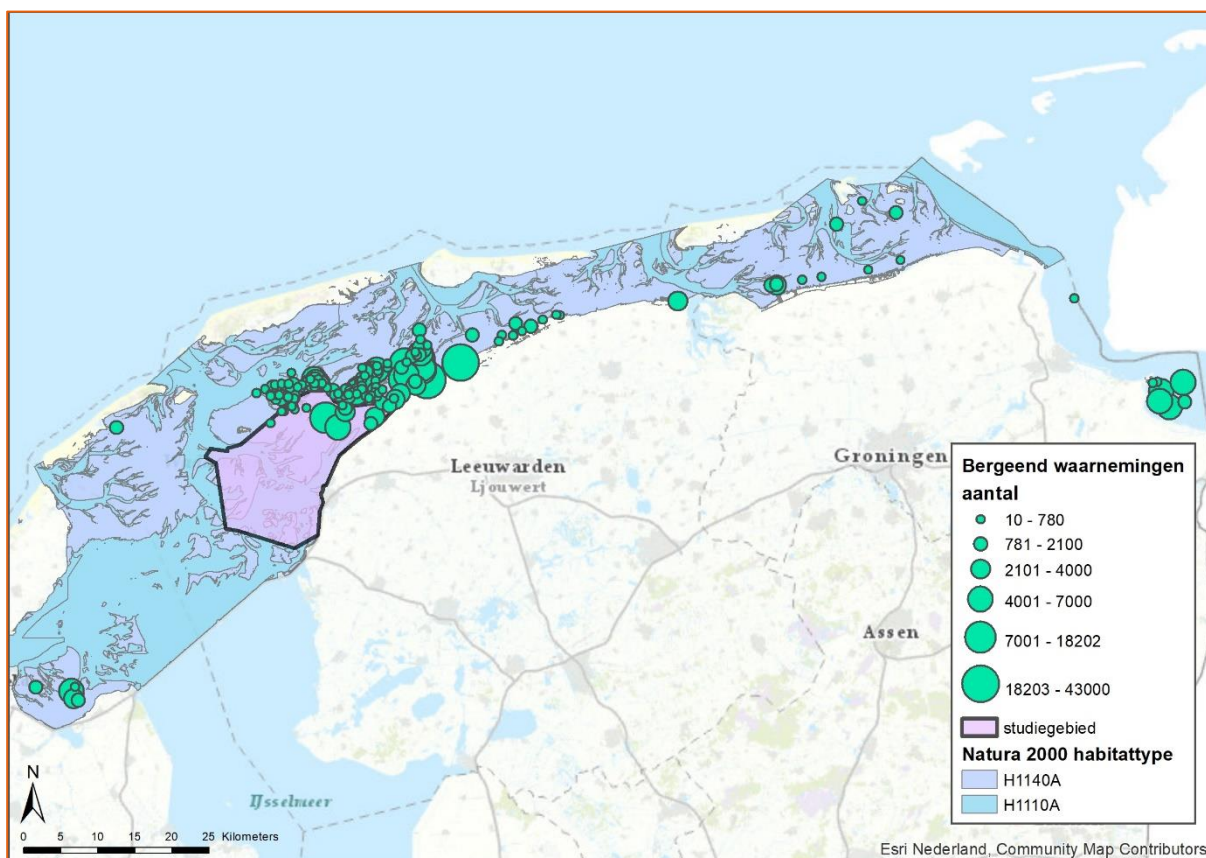 Leeuwarden
Ljouwert
Groningen
Assen
IJsselmeer
N
0 5 10 15 20 25 Kilometers
Bergeend waarnemingen
aantal
10 - 780
781 - 2100
2101 - 4000
4001 - 7000
7001 - 18202
18203 - 43000
studiegebied
Natura 2000 habitattype
H1140A
H1110A
Esri Nederland, Community Map Contributors